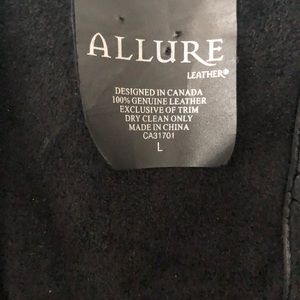 ALLURE
LEATHER®
DESIGNED IN CANADA
100% GENUINE LEATHER
EXCLUSIVE OF TRIM
DRY CLEAN ONLY
MADE IN CHINA
CA31701
L